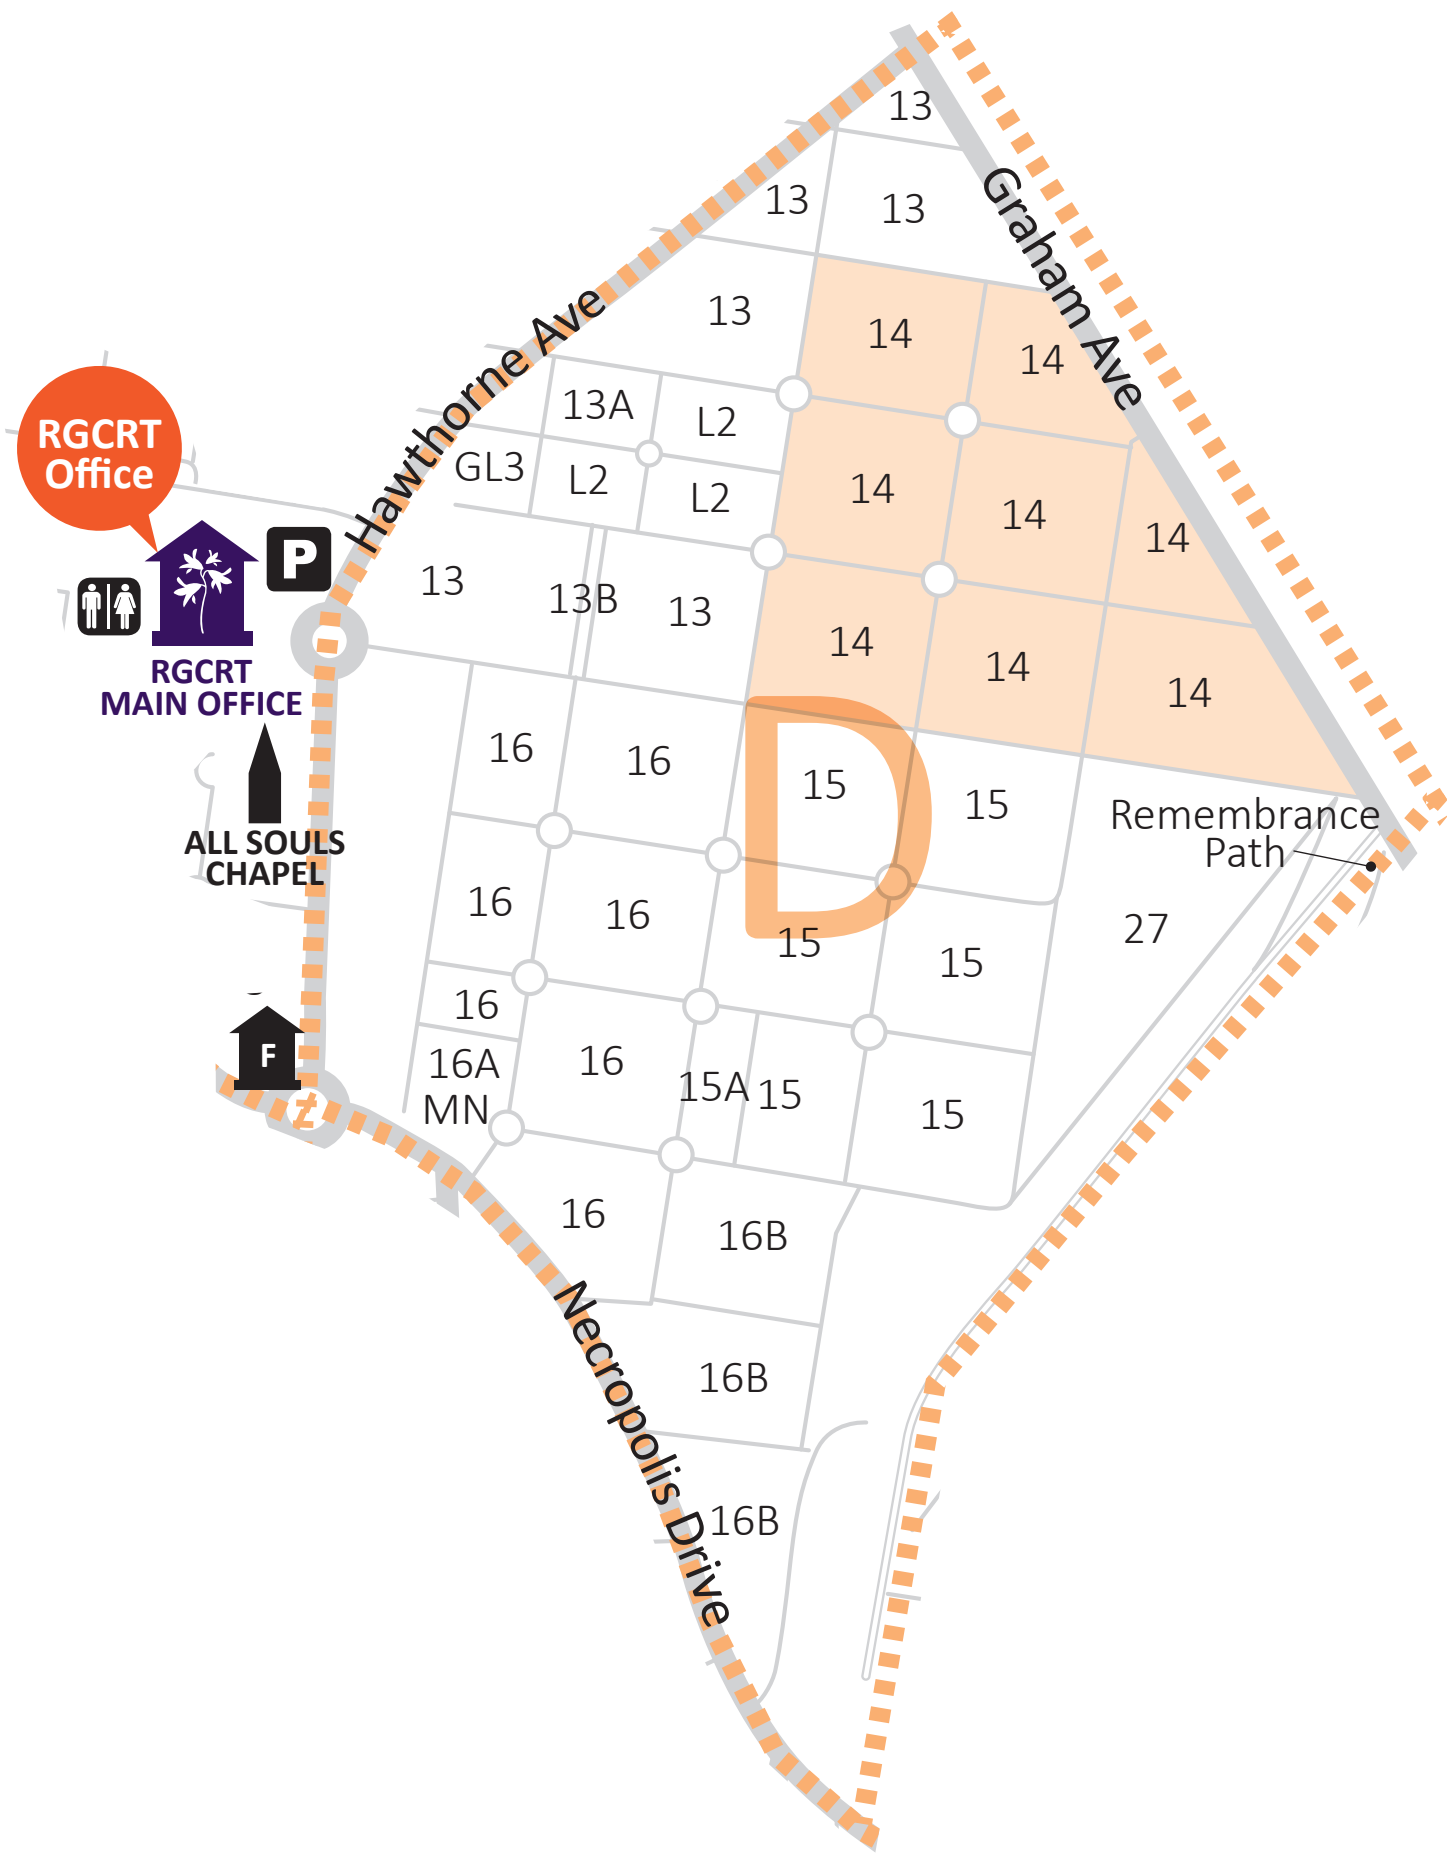 13
13
13
13
14
14
13A
L2
GL3
L2
L2
14
14
14
13
13B
13
14
14
14
Hawthorne Ave
Graham Ave
RGCRT
Office
P
RGCRT
MAIN OFFICE
ALL SOULS
CHAPEL
F
16
16
15
15
D
Remembrance
Path
16
16
15
15
27
16
16A
MN
16
15A
15
15
16
16B
16B
16B
Necropolis Drive